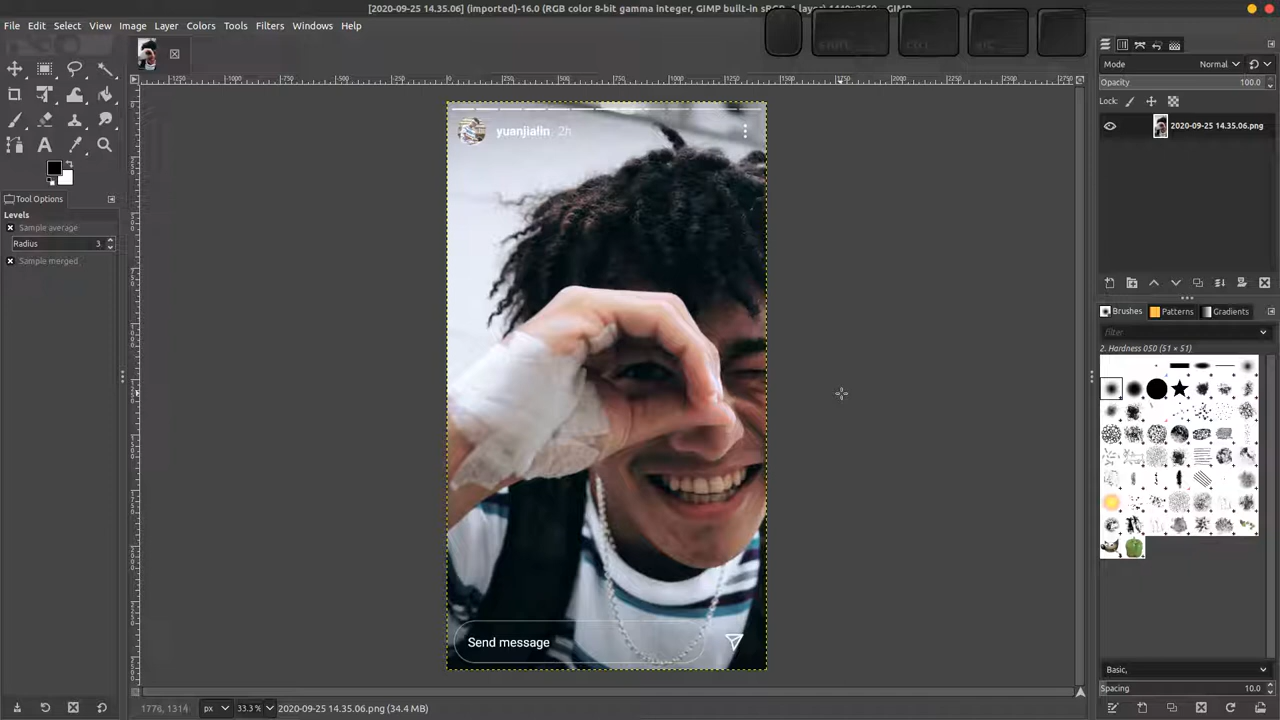 [2020-09-25 14.35.06] (imported)-16.0 (RGB color 8-bit gamma integer, GIMP built-in sRGB, 1 layer) 1440x2560 – GIMP
File Edit Select View Image Layer Colors Tools Filters Windows Help
Mode Normal
Opacity 100.0
Lock:
2020-09-25 14.35.06.png
yuanjialin 2h
Tool Options
Levels
Sample average
Radius 3
Sample merged
Brushes Patterns Gradients
filter
2. Hardness 050 (51 × 51)
Send message
Basic,
Spacing 10.0
1776, 1314 px 33.3 % 2020-09-25 14.35.06.png (34.4 MB)